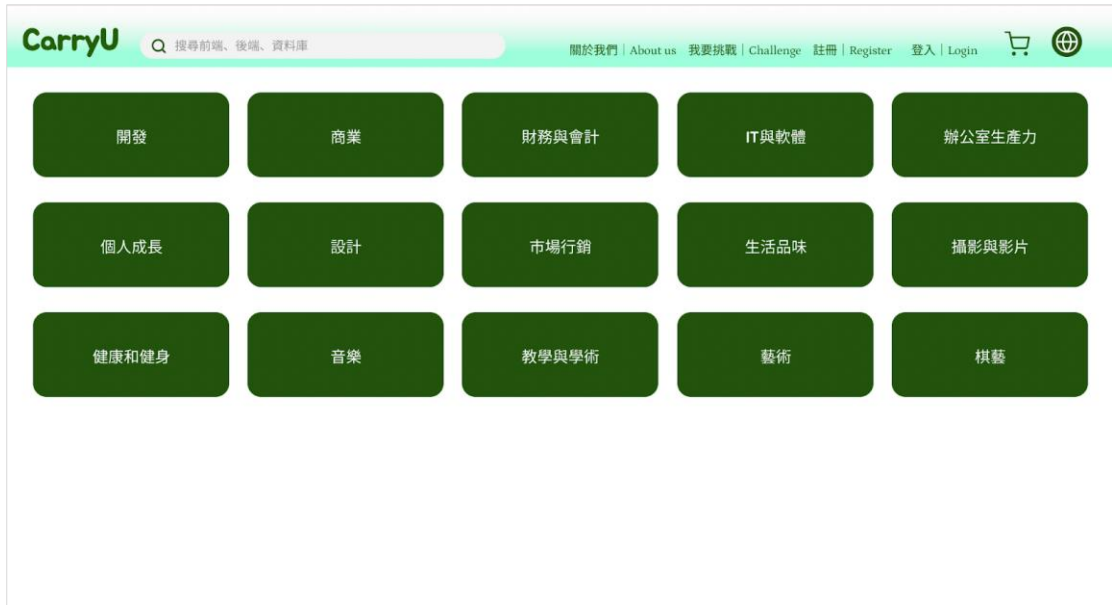 CarryU
搜尋前端、後端、資料庫
關於我們｜About us 我要挑戰｜Challenge 註冊｜Register 登入｜Login
開發 商業 財務與會計 IT與軟體 辦公室生產力
個人成長 設計 市場行銷 生活品味 攝影與影片
健康和健身 音樂 教學與學術 藝術 棋藝